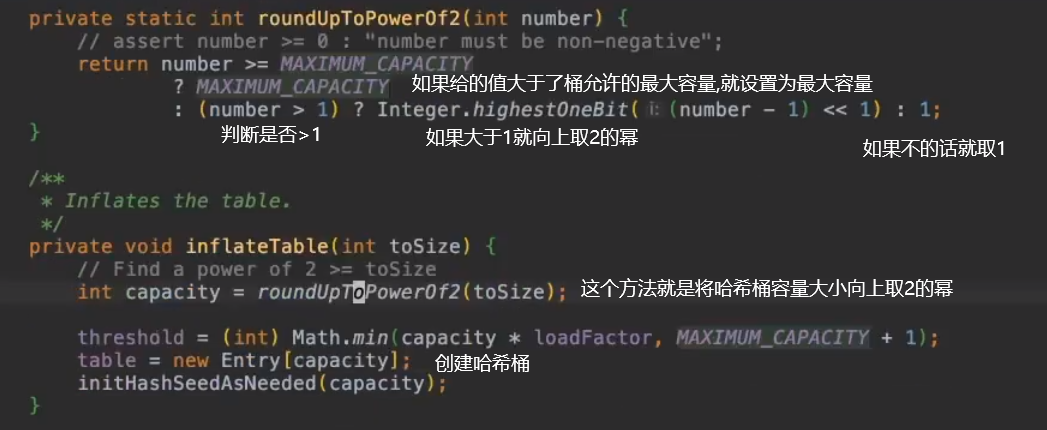 private static int roundUpToPowerOf2(int number) {
// assert number >= 0 : "number must be non-negative";
return number >= MAXIMUM_CAPACITY
? MAXIMUM_CAPACITY 如果给的值大于了桶允许的最大容量,就设置为最大容量
: (number > 1) ? Integer.highestOneBit( i: (number - 1) << 1) : 1;
} 判断是否>1 如果大于1就向上取2的幂 如果不的话就取1
/**
* Inflates the table.
*/
private void inflateTable(int toSize) {
// Find a power of 2 >= toSize
int capacity = roundUpToPowerOf2(toSize); 这个方法就是将哈希桶容量大小向上取2的幂
threshold = (int) Math.min(capacity * loadFactor, MAXIMUM_CAPACITY + 1);
table = new Entry[capacity]; 创建哈希桶
initHashSeedAsNeeded(capacity);
}